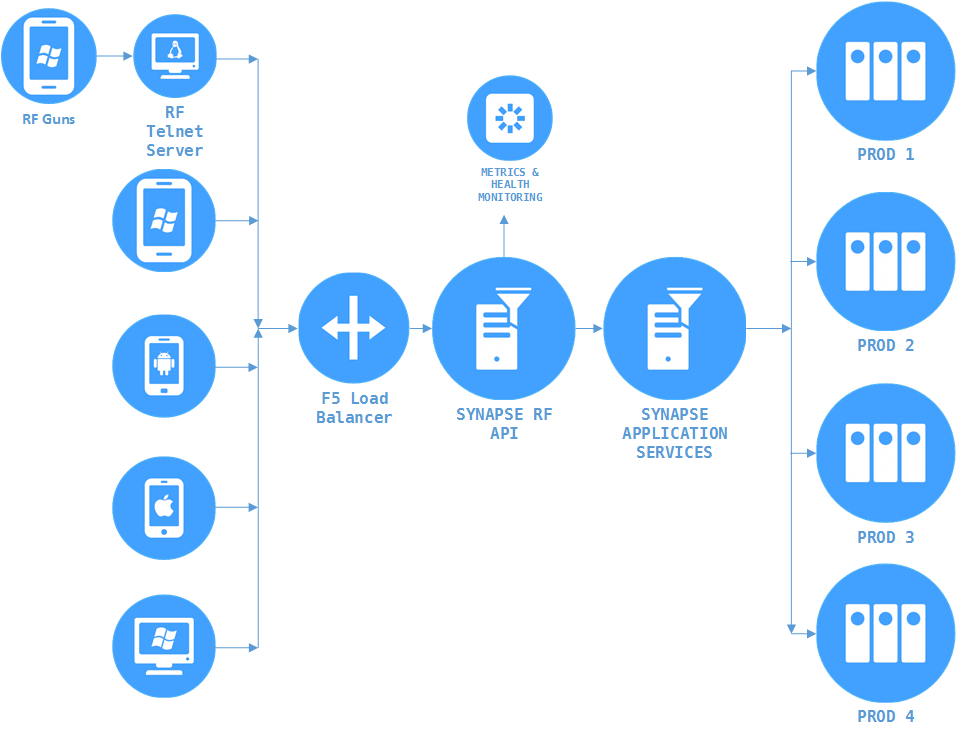 RF Guns
RF
Telnet
Server
METRICS &
HEALTH
MONITORING
F5 Load
Balancer
SYNAPSE RF
API
SYNAPSE
APPLICATION
SERVICES
PROD 1
PROD 2
PROD 3
PROD 4